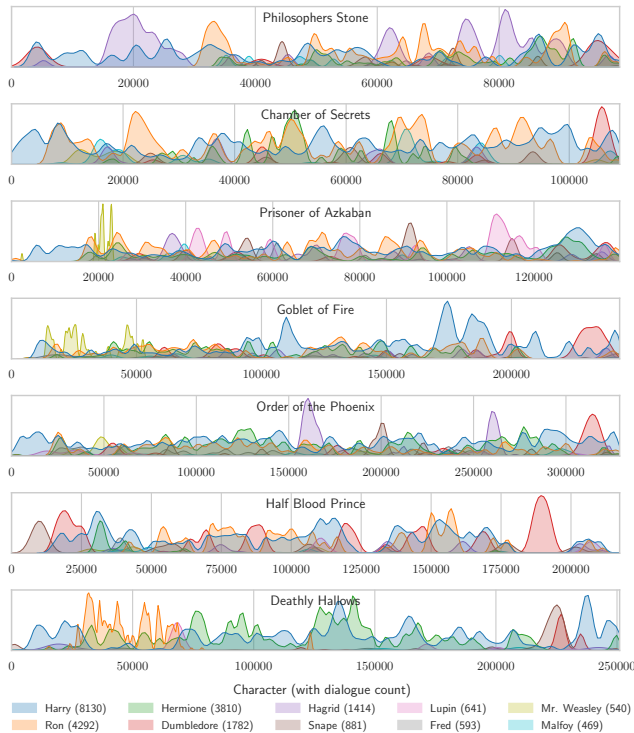 Philosophers Stone
0 20000 40000 60000 80000
Chamber of Secrets
0 20000 40000 60000 80000 100000
Prisoner of Azkaban
0 20000 40000 60000 80000 100000 120000
Goblet of Fire
0 50000 100000 150000 200000
Order of the Phoenix
0 50000 100000 150000 200000 250000 300000
Half Blood Prince
0 25000 50000 75000 100000 125000 150000 175000 200000
Deathly Hallows
0 50000 100000 150000 200000 250000
Character (with dialogue count)
Harry (8130) Hermione (3810) Hagrid (1414) Lupin (641) Mr. Weasley (540)
Ron (4292) Dumbledore (1782) Snape (881) Fred (593) Malfoy (469)